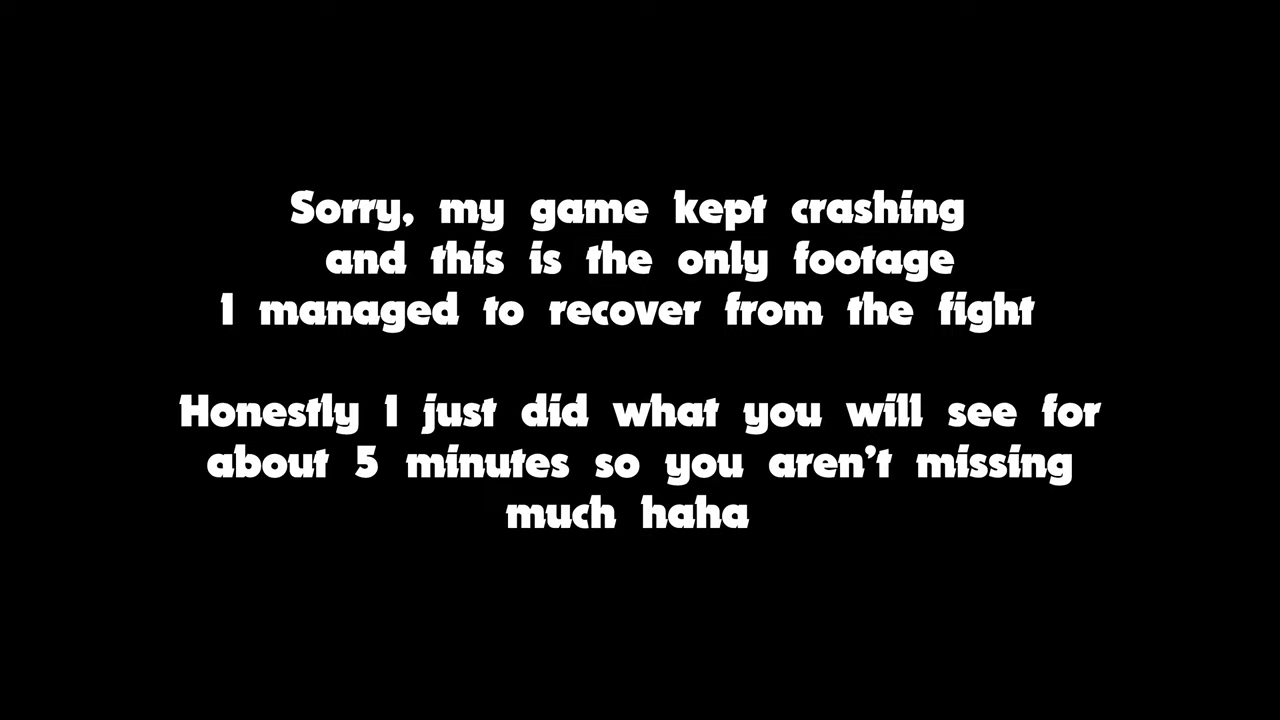 Sorry, my game kept crashing
and this is the only footage
I managed to recover from the fight
Honestly I just did what you will see for
about 5 minutes so you aren't missing
much haha